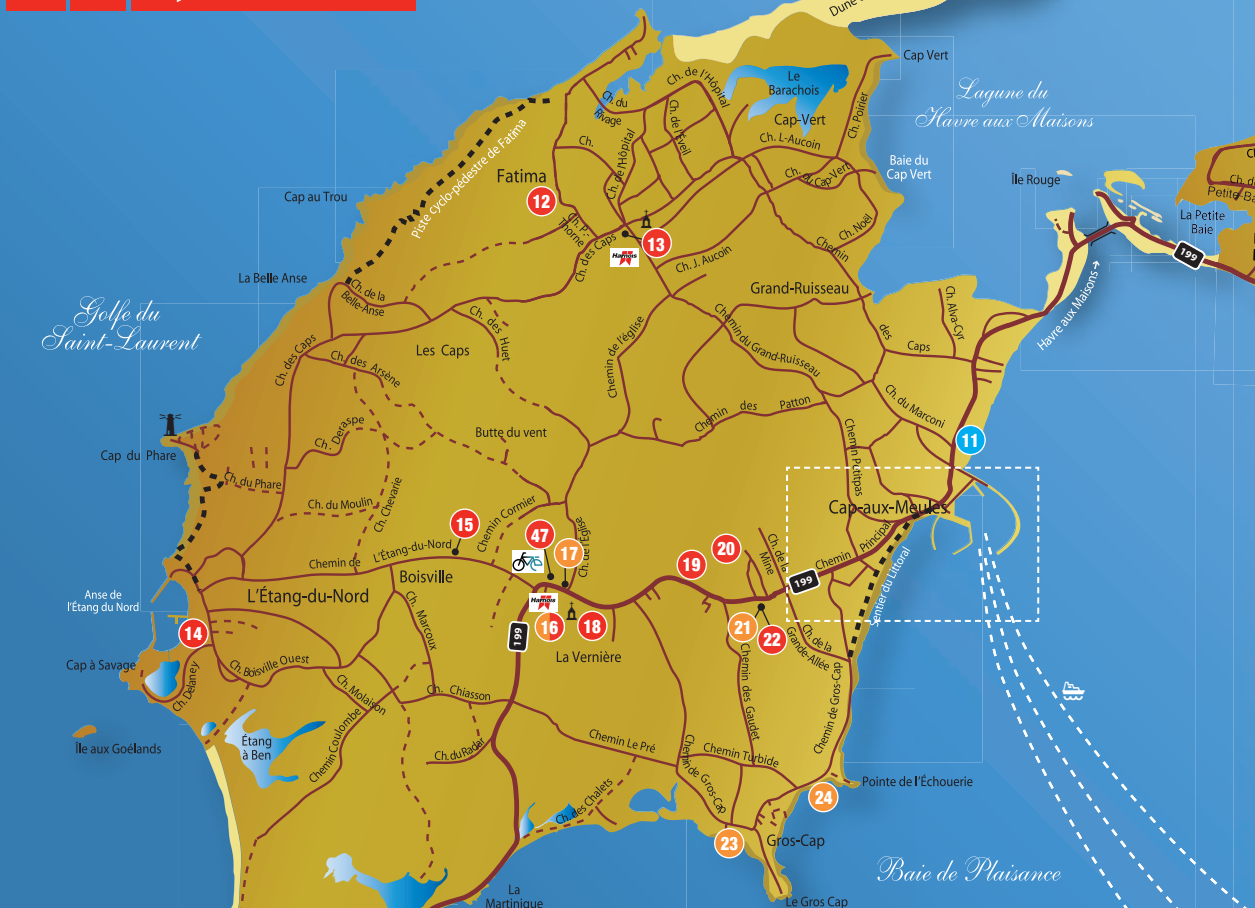 Dune
Cap Vert
Ch. de l'Hôpital
Le
Barachois
Lagune du
Havre aux Maisons
Ch. du
Rivage
Ch. de l'Éveil
Cap-Vert
Ch. Poirier
Ch. L-Aucoin
Piste cyclo-pédestre de Fatima
Ch.
Ch. de l'Hôpital
Baie du
Cap Vert
Fatima
Ch. du Cap-Vert
Île Rouge
Petite-Ba
Cap au Trou
12
La Petite
Baie
Ch. P.-
Thorne
13
Ch. Noël
Ch. des Caps
Harnois
Ch. J. Aucoin
Chemin
199
La Belle Anse
Ch. de la
Belle-Anse
Grand-Ruisseau
Havre aux Maisons →
Golfe du
Saint-Laurent
Ch. des Huet
Ch. Alva-Cyr
Chemin du Grand-Ruisseau
des
Caps
Les Caps
Ch. des Caps
Ch. des Arsène
Chemin de l'église
Ch. du Marconi
Chemin
des
Patton
Ch. Deraspe
Butte du vent
11
Cap du Phare
Chemin Petitpas
Ch. du Phare
Ch. du Moulin
Ch. Chevarie
Chemin Cormier
Cap-aux-Meules
15
47
17
Ch. de l'Église
Ch. de la
Mine
Chemin
Principal
20
19
Chemin de
L'Étang-du-Nord
Boisville
199
Sentier du Littoral
Anse de
l'Étang du Nord
L'Étang-du-Nord
Harnois
16
18
21
22
14
199
Ch. Marcoux
La Vernière
Ch. de la
Grande-Allée
Cap à Savage
Ch. Delaney
Ch. Boisville Ouest
Ch. Molaison
Ch. Chiasson
Chemin des Gaudet
Chemin de Gros-Cap
Île aux Goélands
Étang
à Ben
Chemin Coulombe
Ch. du Radar
Chemin Le Pré
Chemin de Gros-Cap
Chemin Turbide
Ch. des Chalets
Pointe de l'Échouerie
24
23
Gros-Cap
Baie de Plaisance
La
Martinique
Le Gros Cap